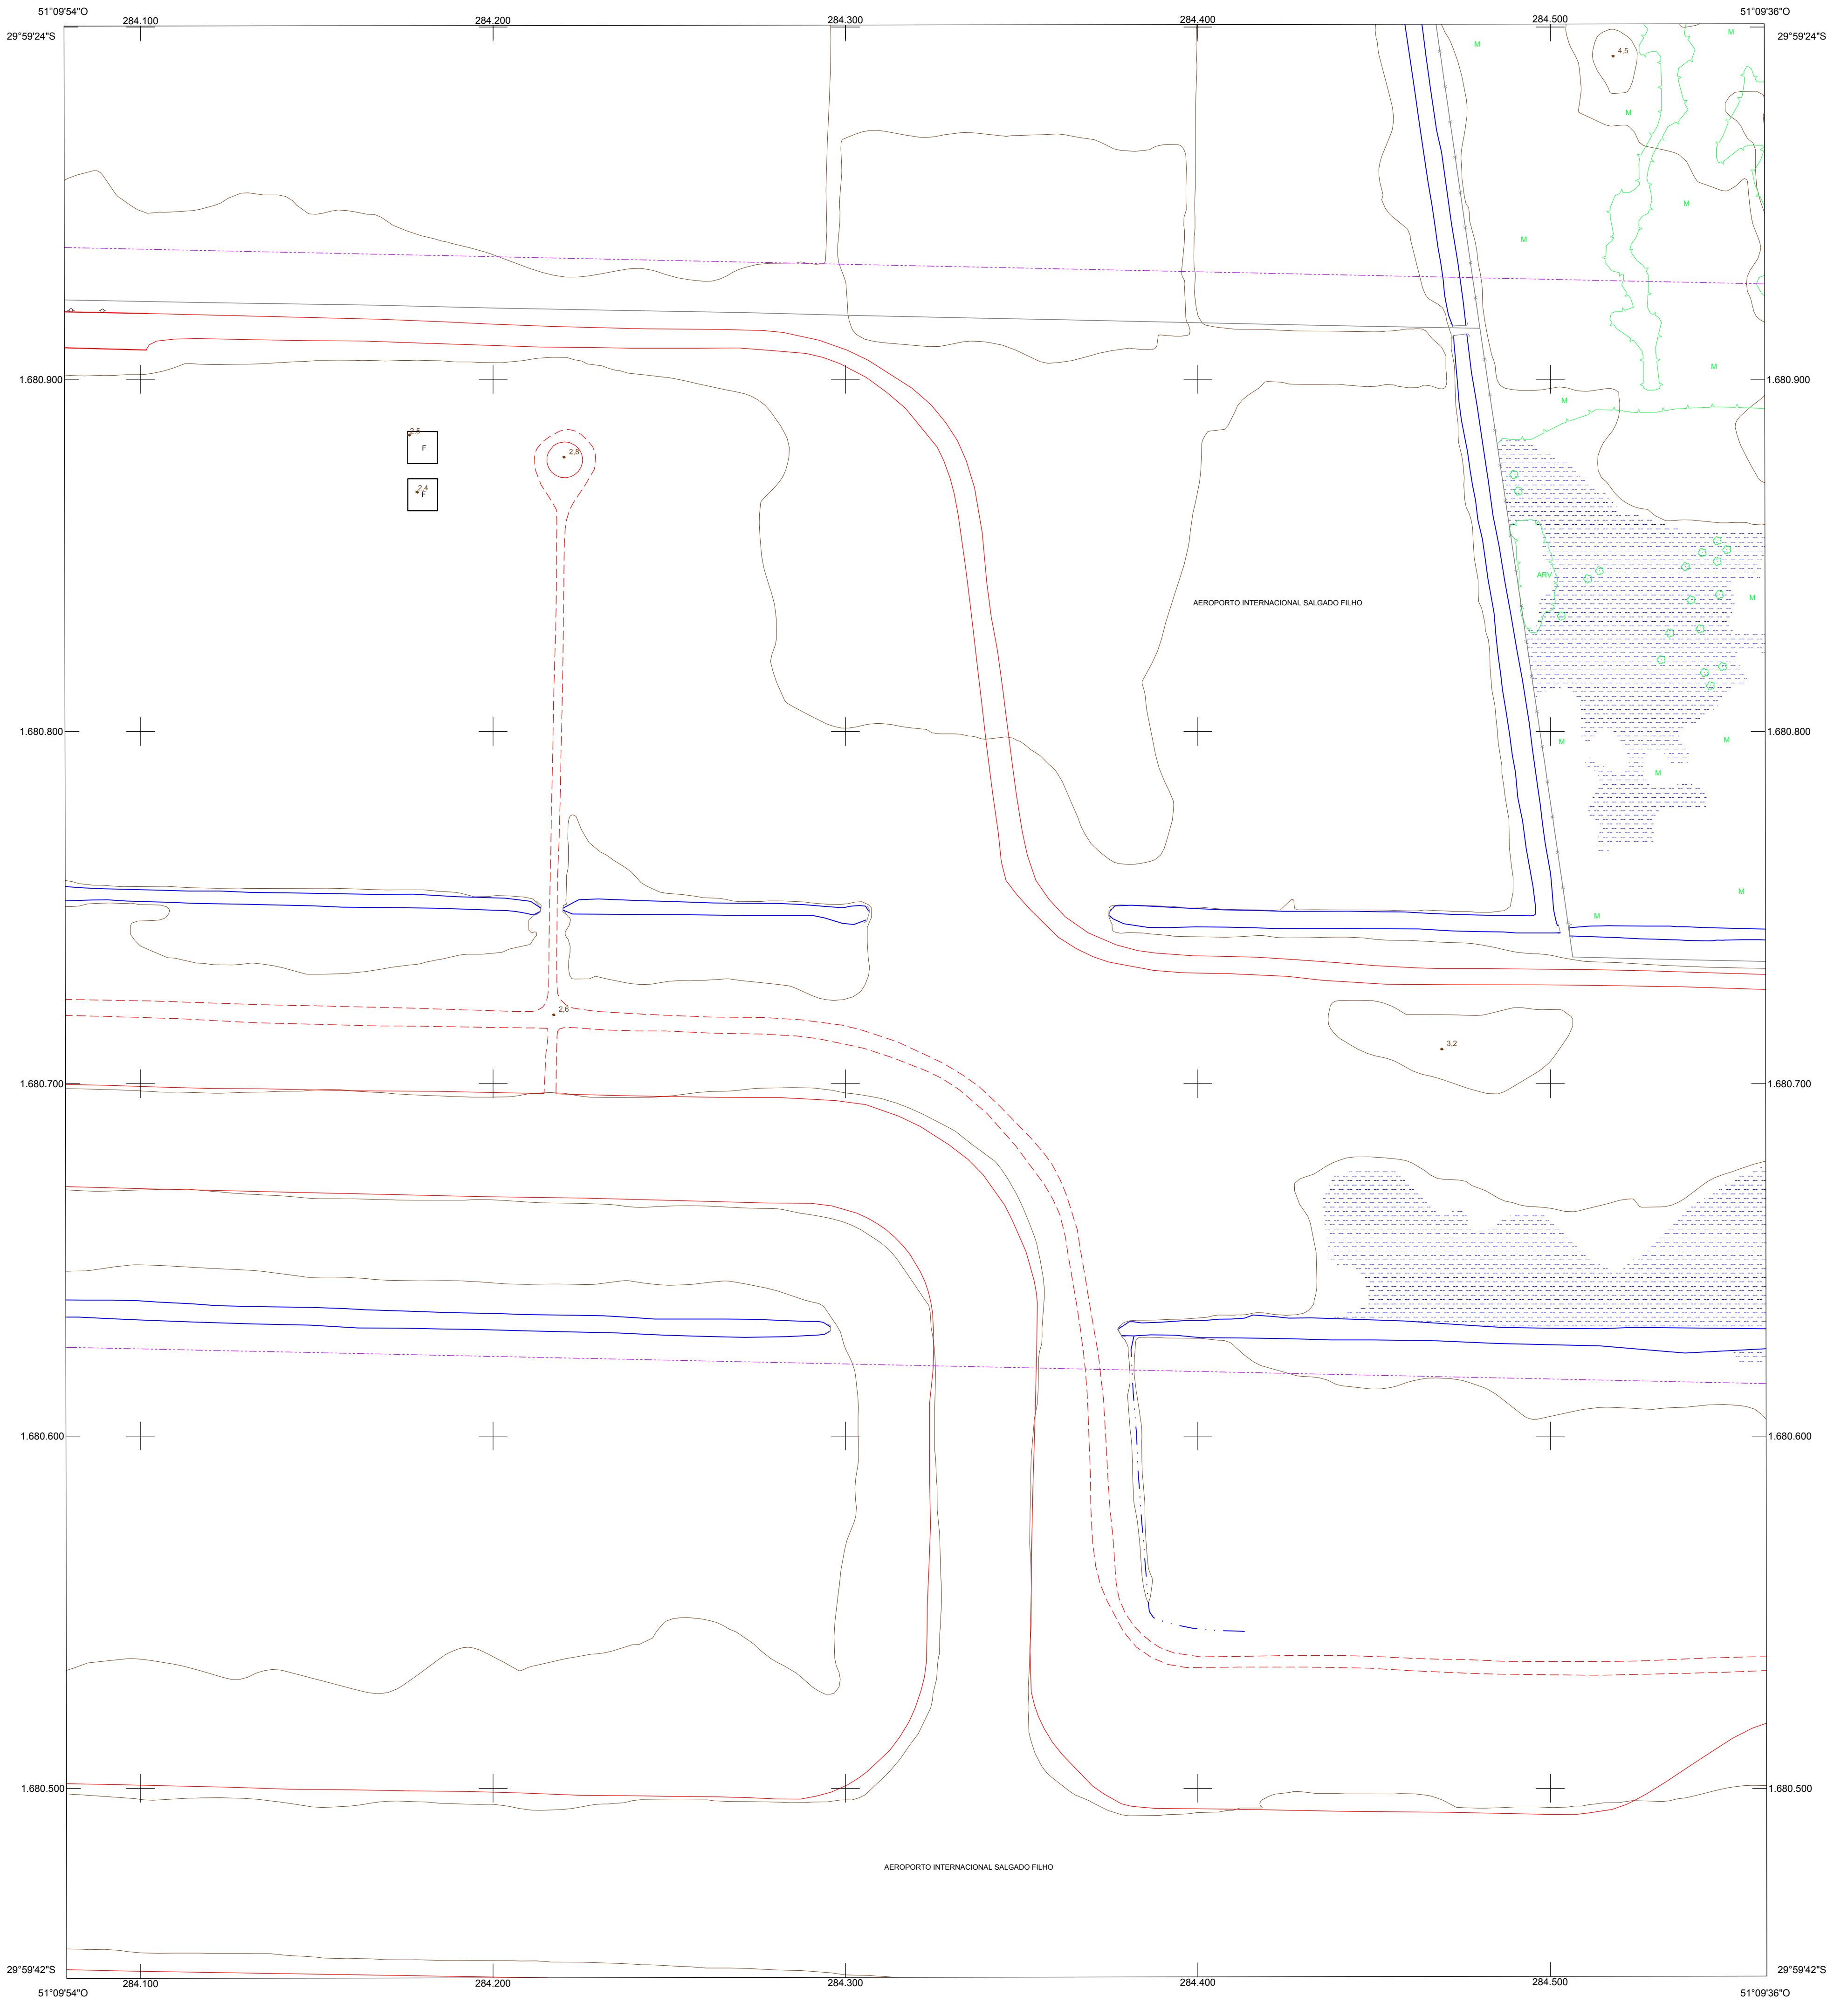 51°09'54"O
51°09'36"O
284.100 284.200 284.300 284.400 284.500
29°59'24"S
29°59'24"S
M
M
4,5
M
M
M
M
1.680.900
1.680.900
M
2,6
F
2,8
2,4
F
ARV
M
AEROPORTO INTERNACIONAL SALGADO FILHO
1.680.800
1.680.800
M
M
M
M
M
2,6
3,2
1.680.700
1.680.700
1.680.600
1.680.600
1.680.500
1.680.500
AEROPORTO INTERNACIONAL SALGADO FILHO
29°59'42"S
29°59'42"S
284.100 284.200 284.300 284.400 284.500
51°09'54"O
51°09'36"O